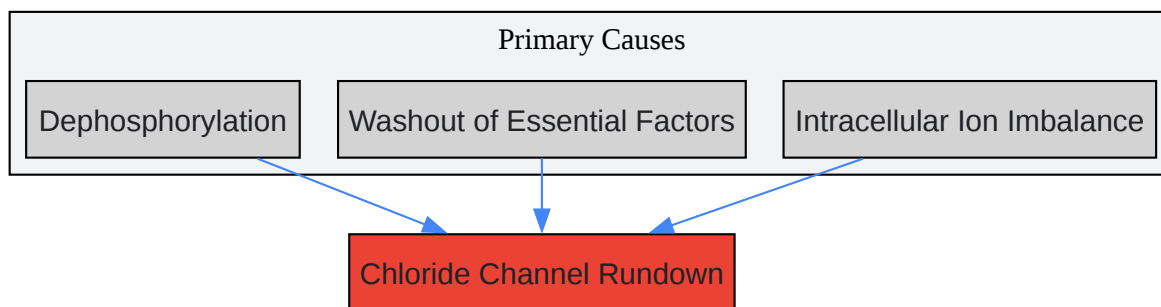 Primary Causes
Dephosphorylation
Washout of Essential Factors
Intracellular Ion Imbalance
Chloride Channel Rundown